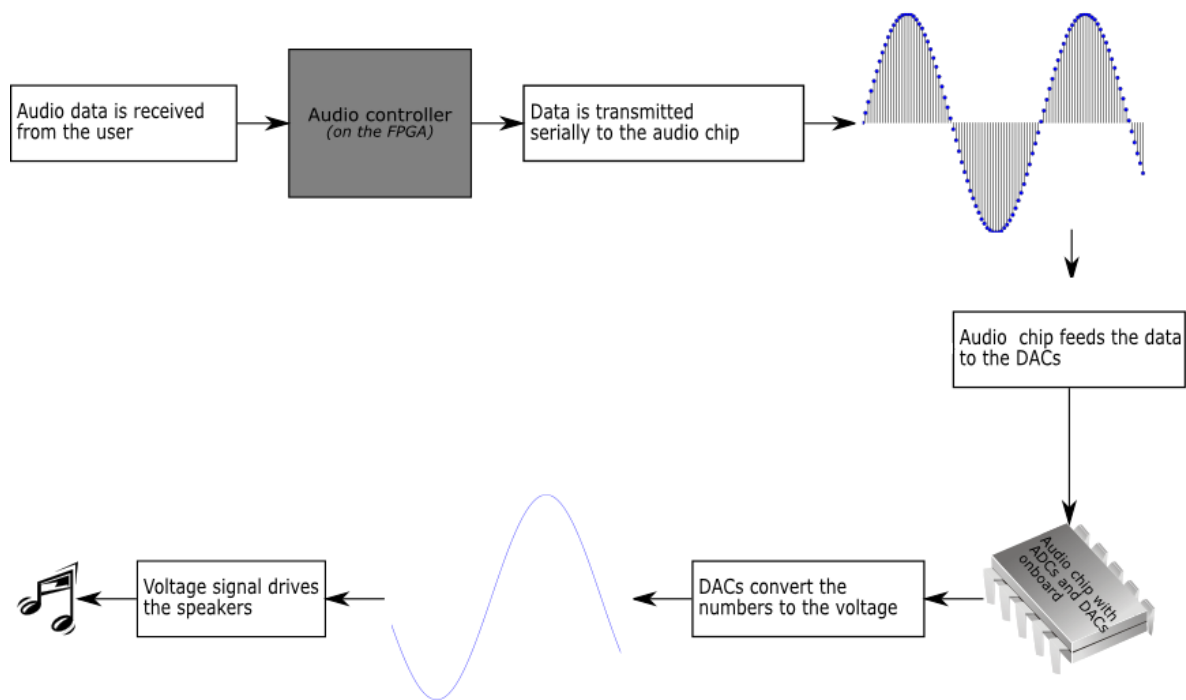 Audio data is received
from the user
Audio controller
(on the FPGA)
Data is transmitted
serially to the audio chip
Audio chip feeds the data
to the DACs
Audio chip with
ADCs and DACs
onboard
DACs convert the
numbers to the voltage
Voltage signal drives
the speakers